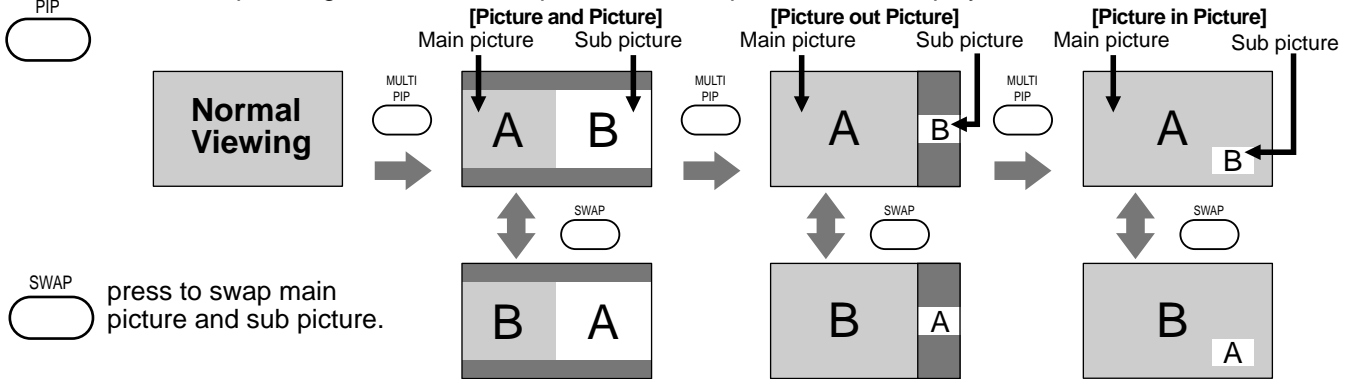 PIP
[Picture and Picture] [Picture out Picture] [Picture in Picture]
Main picture Sub picture Main picture Sub picture Main picture Sub picture
Normal
Viewing
MULTI
PIP
A B
MULTI
PIP
A B
MULTI
PIP
A
B
SWAP SWAP SWAP
SWAP
press to swap main
picture and sub picture.
B A
B A
B
A